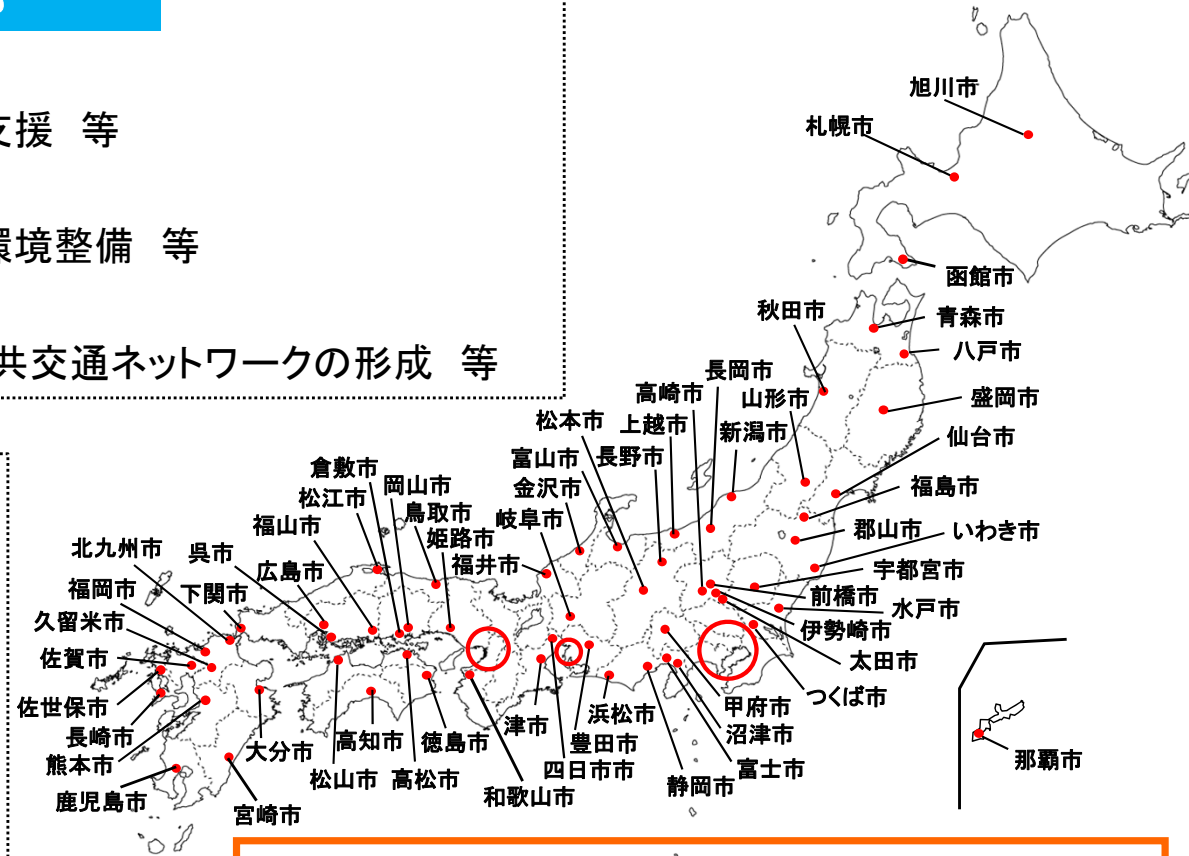 支援 等
環境整備 等
共交通ネットワークの形成 等
旭川市
札幌市
函館市
秋田市
青森市
八戸市
長岡市
高崎市
山形市
盛岡市
松本市
上越市
新潟市
仙台市
富山市
長野市
倉敷市
岡山市
金沢市
福島市
松江市
鳥取市
岐阜市
福山市
姫路市
郡山市
いわき市
北九州市
呉市
広島市
福井市
宇都宮市
福岡市
下関市
前橋市
水戸市
久留米市
伊勢崎市
佐賀市
太田市
つくば市
佐世保市
長崎市
大分市
高知市
徳島市
津市
浜松市
甲府市
沼津市
豊田市
熊本市
松山市
高松市
四日市市
富士市
那覇市
静岡市
和歌山市
鹿児島市
宮崎市